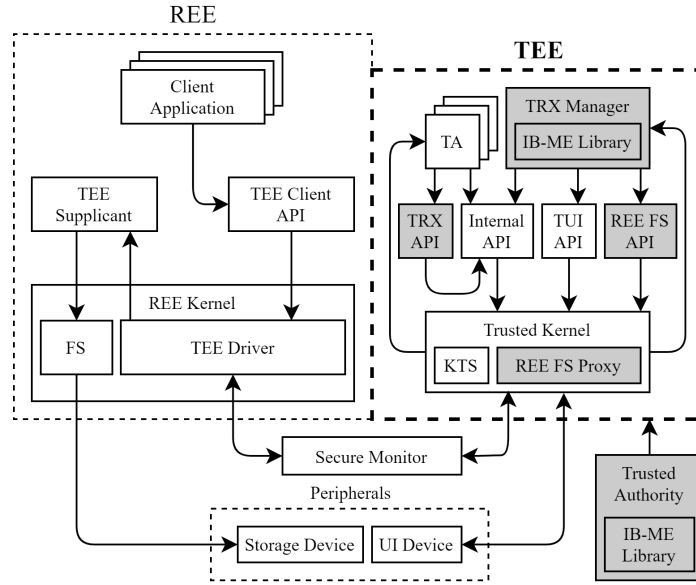 REE
TEE
Client
Application
TA
TRX Manager
IB-ME Library
TEE
Supplicant
TEE Client
API
TRX
API
Internal
API
TUI
API
REE FS
API
REE Kernel
FS
TEE Driver
Trusted Kernel
KTS
REE FS Proxy
Secure Monitor
Peripherals
Storage Device
UI Device
Trusted
Authority
IB-ME
Library